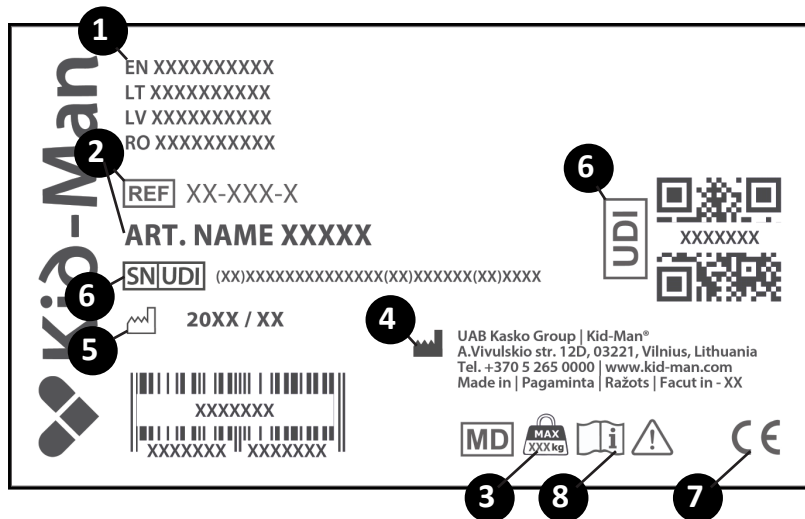 1
EN XXXXXXXXXX
LT XXXXXXXXXX
LV XXXXXXXXXX
RO XXXXXXXXXX
Kid-Man
2
REF XX-XXX-X
ART. NAME XXXXX
6
SN UDI (XX)XXXXXXXXXXXXXX(XX)XXXXXX(XX)XXXX
5
20XX / XX
XXXXXXX
XXXXXXX XXXXXXX
6
UDI
XXXXXXX
4
UAB Kasko Group | Kid-Man®
A.Vivulskio str. 12D, 03221, Vilnius, Lithuania
Tel. +370 5 265 0000 | www.kid-man.com
Made in | Pagaminta | Ražots | Facut in - XX
MD
MAX
XXX kg
i
!
CE
3
8
7